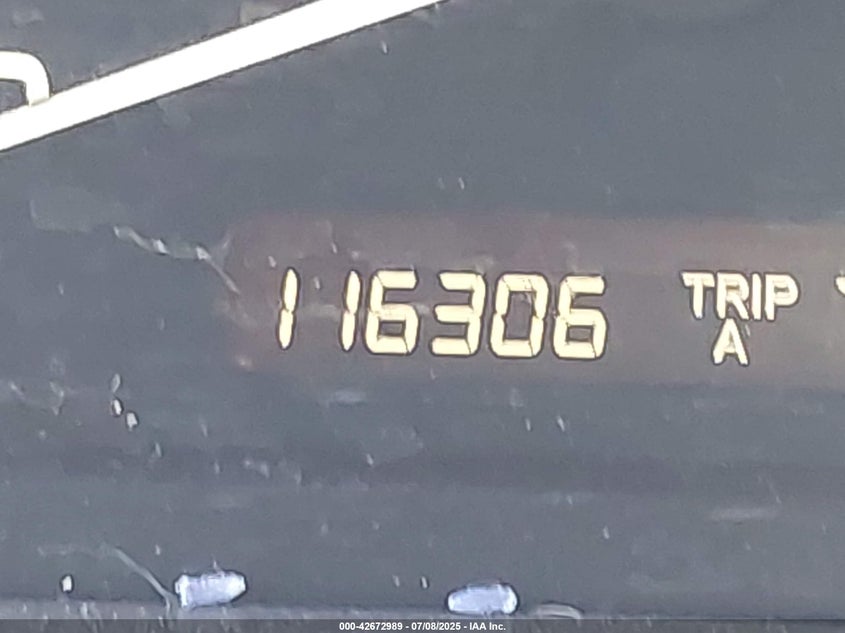 116306 TRIP
A
000-42672989 - 07/08/2025 - IAA Inc.